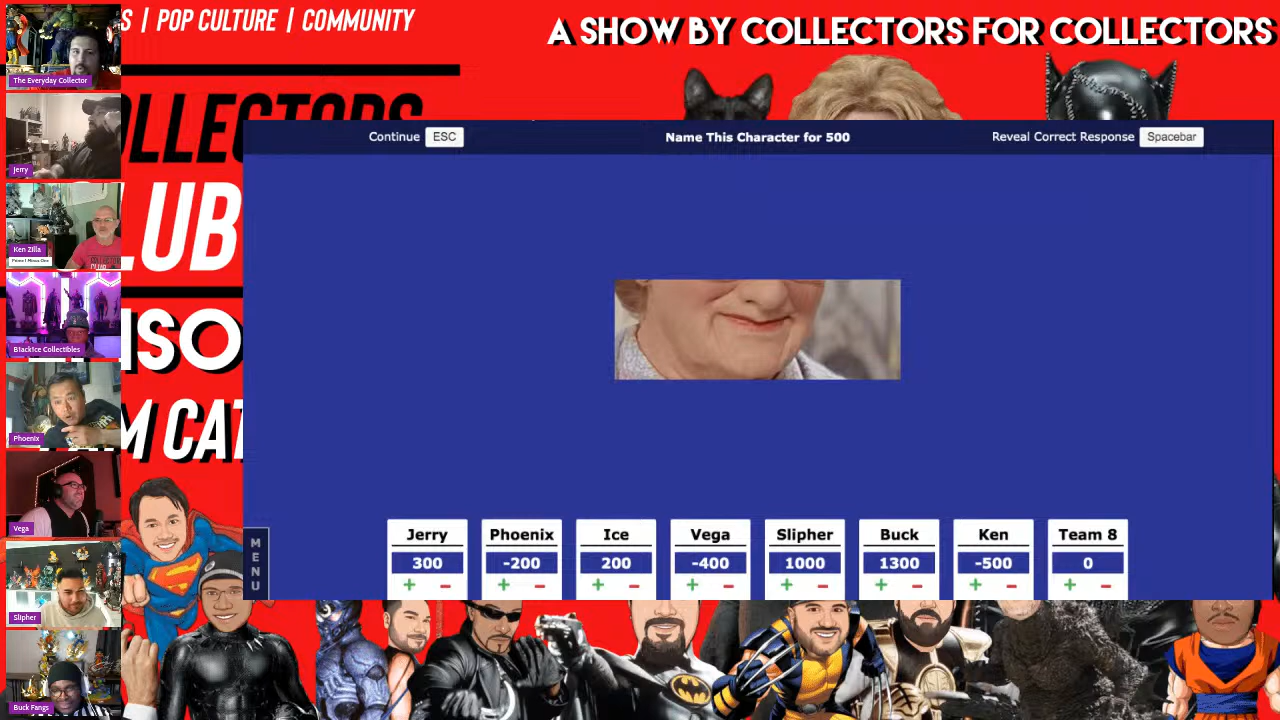 S | POP CULTURE | COMMUNITY
A SHOW BY COLLECTORS FOR COLLECTORS
OLLECTORS
LUB
ISO
M CAT
The Everyday Collector
Jerry
Ken Zilla
BlackIce Collectibles
Phoenix
Vega
Slipher
Buck Fangs
Continue ESC
Name This Character for 500
Reveal Correct Response Spacebar
MENU
Jerry Phoenix Ice Vega Slipher Buck Ken Team 8
300 -200 200 -400 1000 1300 -500 0
+ - + - + - + - + - + - + - + -